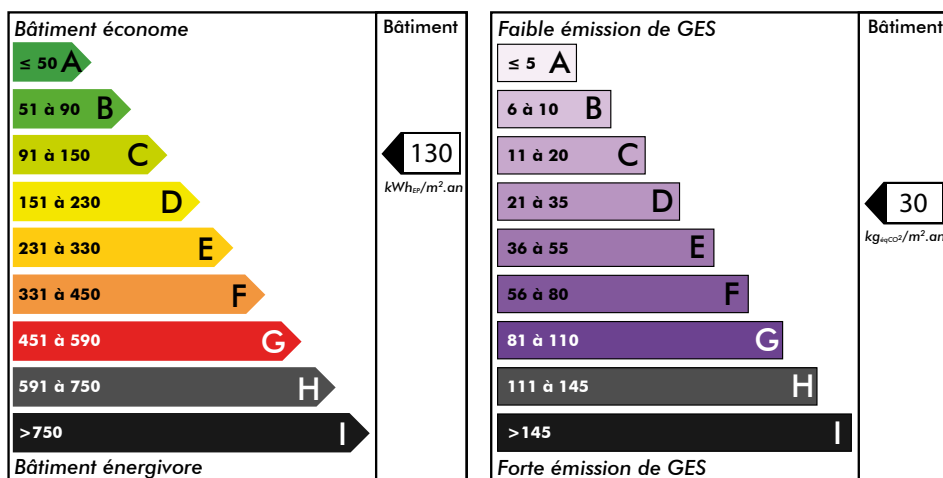 Bâtiment économe
Bâtiment
≤ 50 A
51 à 90 B
91 à 150 C
130
kWhEP/m².an
151 à 230 D
231 à 330 E
331 à 450 F
451 à 590 G
591 à 750 H
>750 I
Bâtiment énergivore
Faible émission de GES
Bâtiment
≤ 5 A
6 à 10 B
11 à 20 C
21 à 35 D
30
kgéqCO²/m².an
36 à 55 E
56 à 80 F
81 à 110 G
111 à 145 H
>145 I
Forte émission de GES